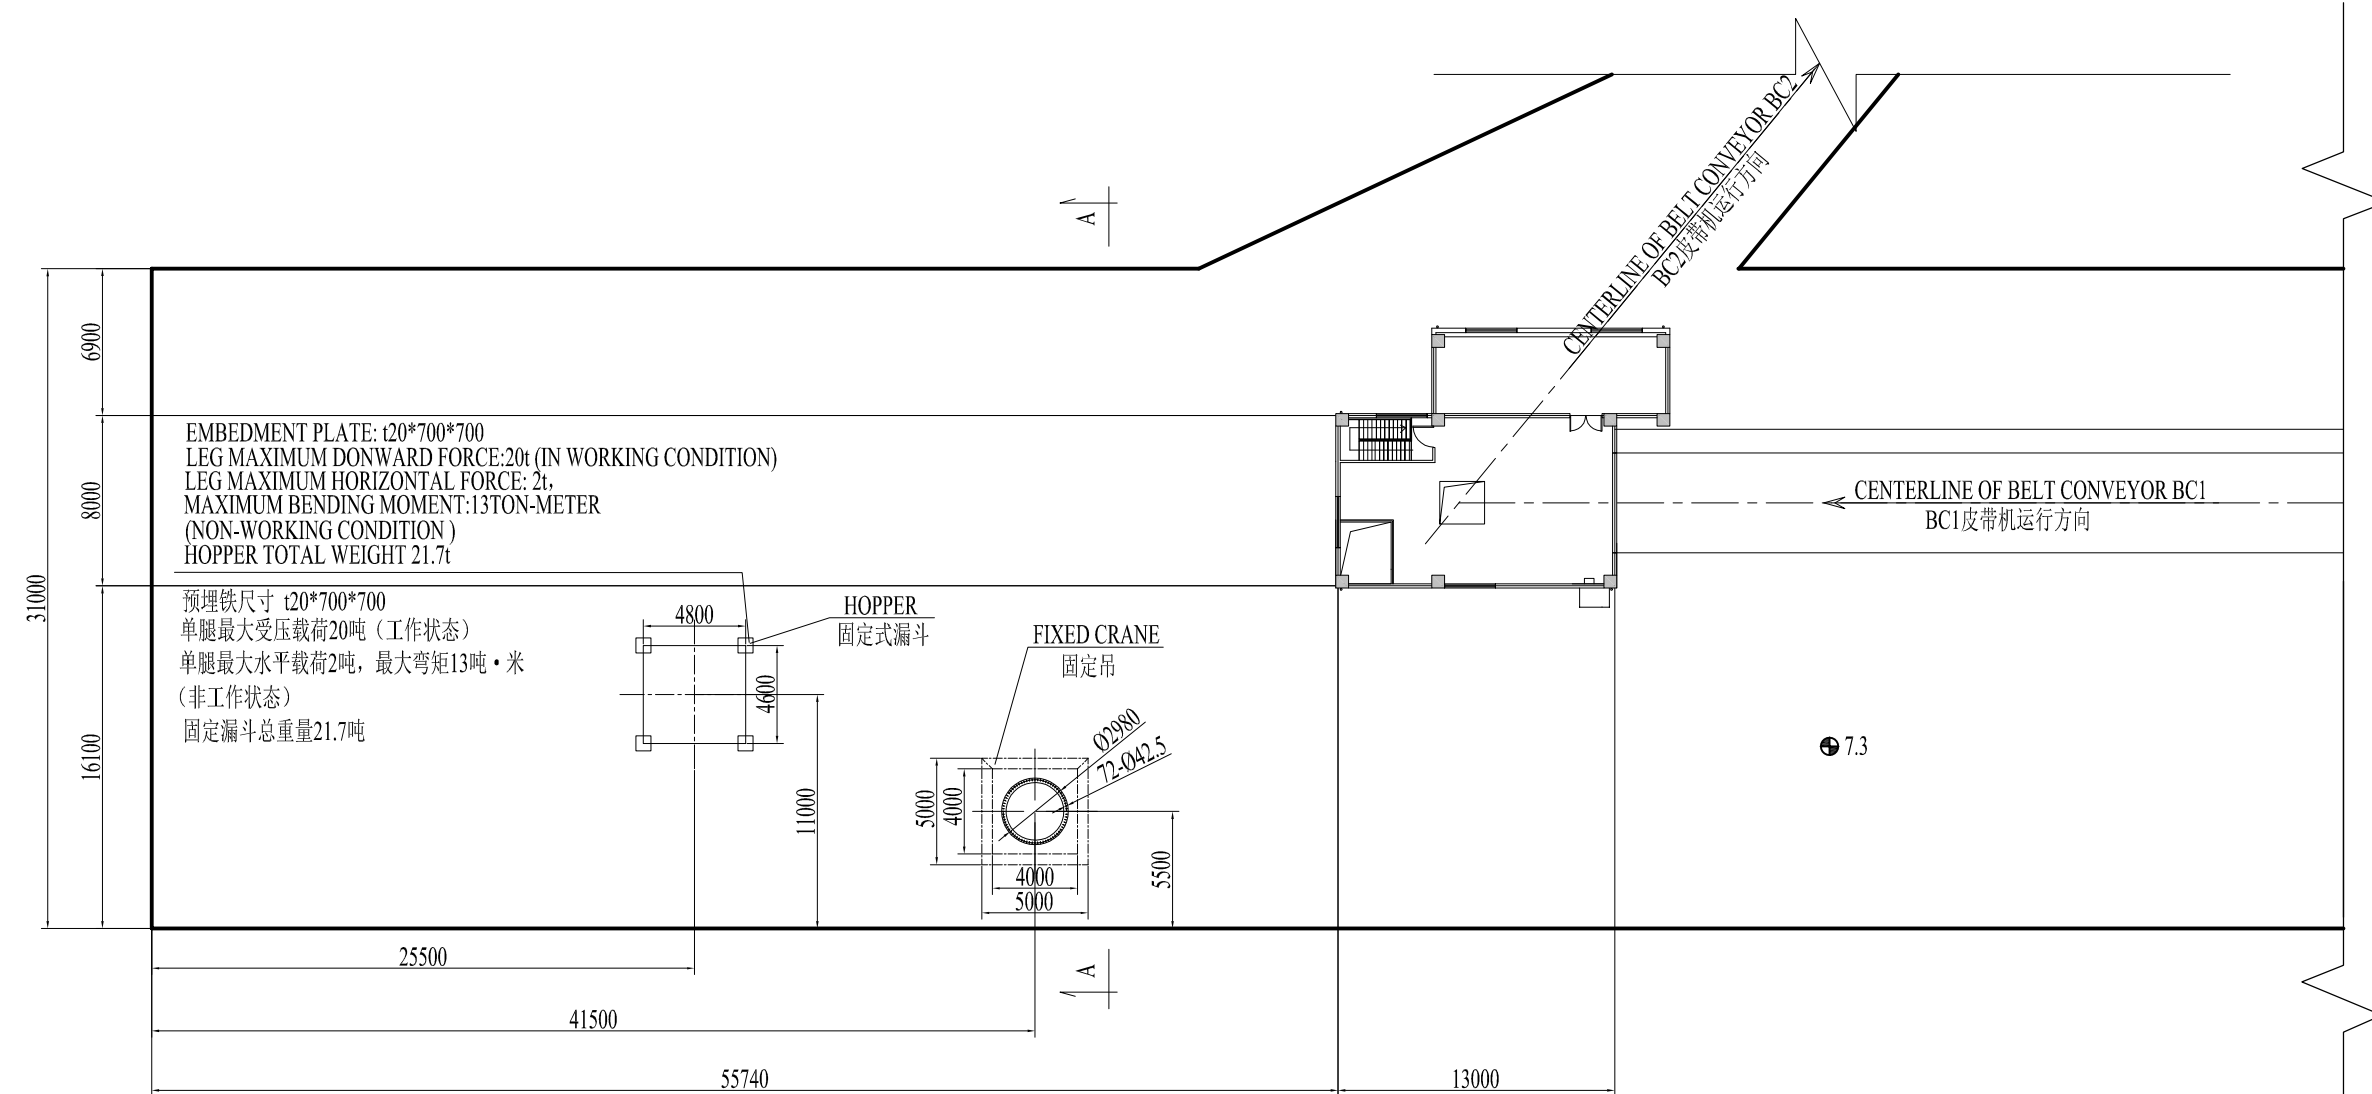 CENTERLINE OF BELT CONVEYOR BC2
BC2皮带机运行方向
A
6900
8000
31000
16100
EMBEDMENT PLATE: t20*700*700
LEG MAXIMUM DONWARD FORCE:20t (IN WORKING CONDITION)
LEG MAXIMUM HORIZONTAL FORCE: 2t,
MAXIMUM BENDING MOMENT:13TON-METER
(NON-WORKING CONDITION )
HOPPER TOTAL WEIGHT 21.7t
预埋铁尺寸 t20*700*700
单腿最大受压载荷20吨（工作状态）
单腿最大水平载荷2吨，最大弯矩13吨·米
（非工作状态）
固定漏斗总重量21.7吨
CENTERLINE OF BELT CONVEYOR BC1
BC1皮带机运行方向
4800
4600
HOPPER
固定式漏斗
11000
FIXED CRANE
固定吊
Ø2980
72-Ø42.5
5000
4000
4000
5000
5500
7.3
25500
A
41500
55740
13000